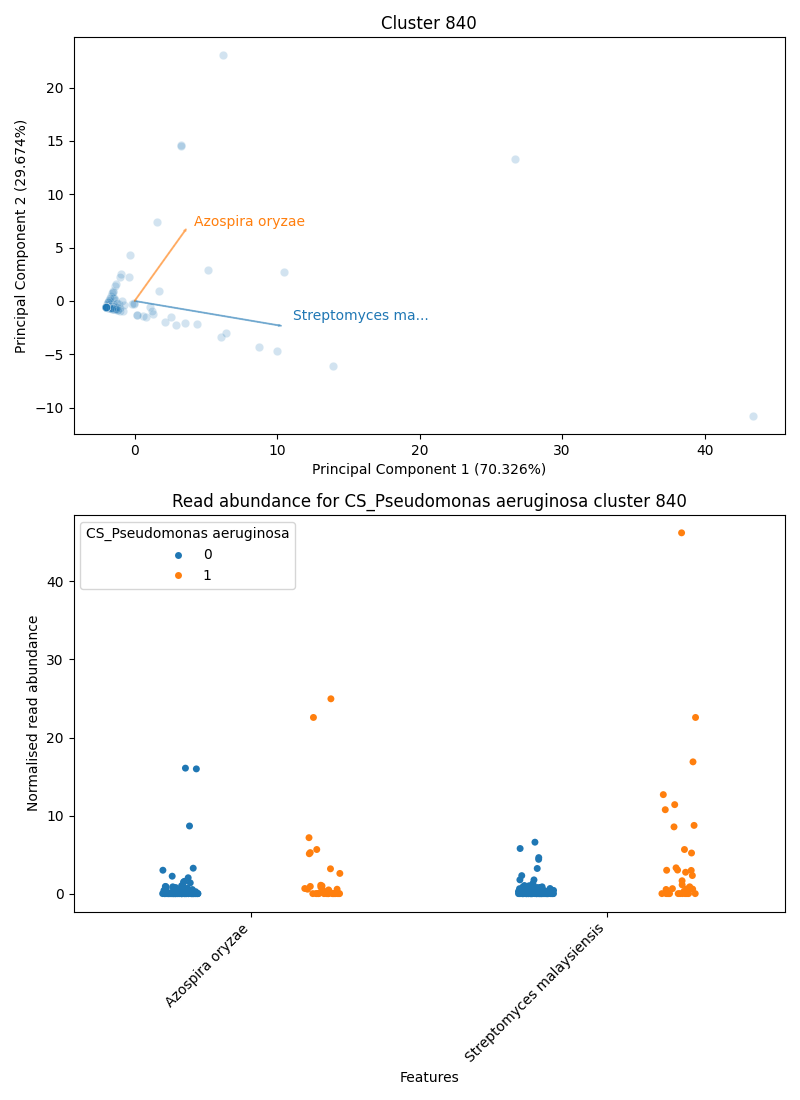 Cluster 840
Principal Component 2 (29.674%)
20
15
10
5
0
−5
−10
Azospira oryzae
Streptomyces ma...
0
10
20
30
40
Principal Component 1 (70.326%)
Read abundance for CS_Pseudomonas aeruginosa cluster 840
Normalised read abundance
40
30
20
10
0
CS_Pseudomonas aeruginosa
0
1
Azospira oryzae
Streptomyces malaysiensis
Features